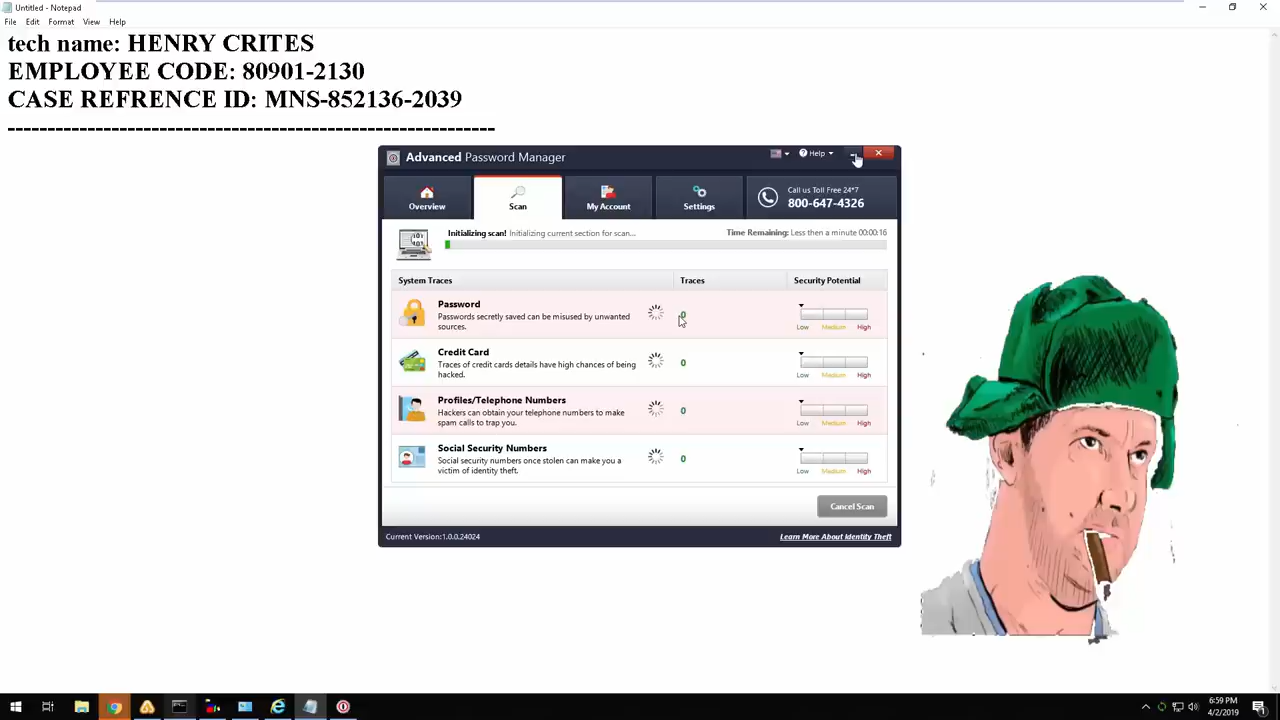 Untitled - Notepad
File Edit Format View Help
tech name: HENRY CRITES
EMPLOYEE CODE: 80901-2130
CASE REFRENCE ID: MNS-852136-2039
-------------------------------------------------------------
Advanced Password Manager
Help
Overview
Scan
My Account
Settings
Call us Toll Free 24*7
800-647-4326
Initializing scan! Initializing current section for scan...
Time Remaining: Less then a minute 00:00:16
System Traces Traces Security Potential
Password
Passwords secretly saved can be misused by unwanted
sources.
0
Low Medium High
Credit Card
Traces of credit cards details have high chances of being
hacked.
0
Low Medium High
Profiles/Telephone Numbers
Hackers can obtain your telephone numbers to make
spam calls to trap you.
0
Low Medium High
Social Security Numbers
Social security numbers once stolen can make you a
victim of identity theft.
0
Low Medium High
Cancel Scan
Current Version:1.0.0.24024
Learn More About Identity Theft
6:59 PM
4/2/2019